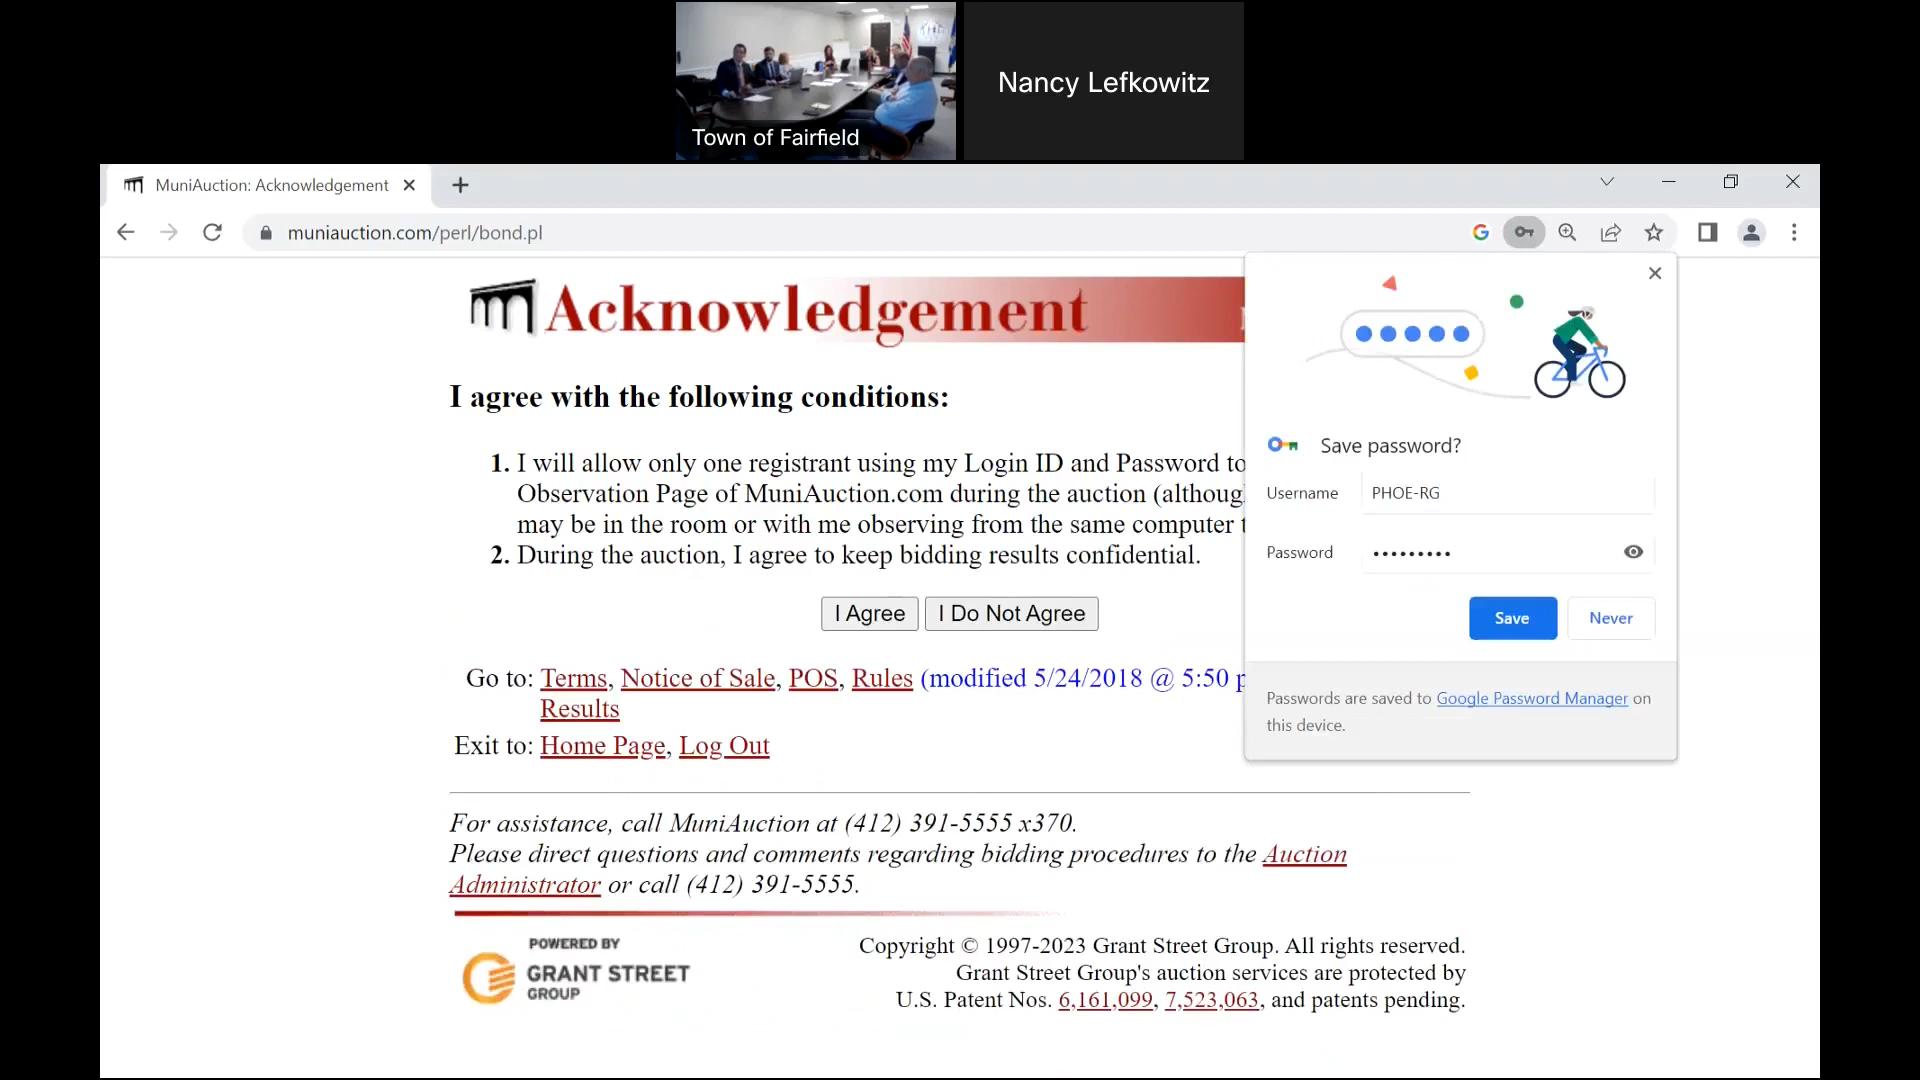 Town of Fairfield
Nancy Lefkowitz
MuniAuction: Acknowledgement
muniauction.com/perl/bond.pl
Acknowledgement
I agree with the following conditions:
1. I will allow only one registrant using my Login ID and Password to
Observation Page of MuniAuction.com during the auction (althoug
may be in the room or with me observing from the same computer t
2. During the auction, I agree to keep bidding results confidential.
I Agree I Do Not Agree
Go to: Terms, Notice of Sale, POS, Rules (modified 5/24/2018 @ 5:50 p
Results
Exit to: Home Page, Log Out
Save password?
Username PHOE-RG
Password •••••••••
Save Never
Passwords are saved to Google Password Manager on
this device.
For assistance, call MuniAuction at (412) 391-5555 x370.
Please direct questions and comments regarding bidding procedures to the Auction
Administrator or call (412) 391-5555.
POWERED BY
GRANT STREET
GROUP
Copyright © 1997-2023 Grant Street Group. All rights reserved.
Grant Street Group's auction services are protected by
U.S. Patent Nos. 6,161,099, 7,523,063, and patents pending.